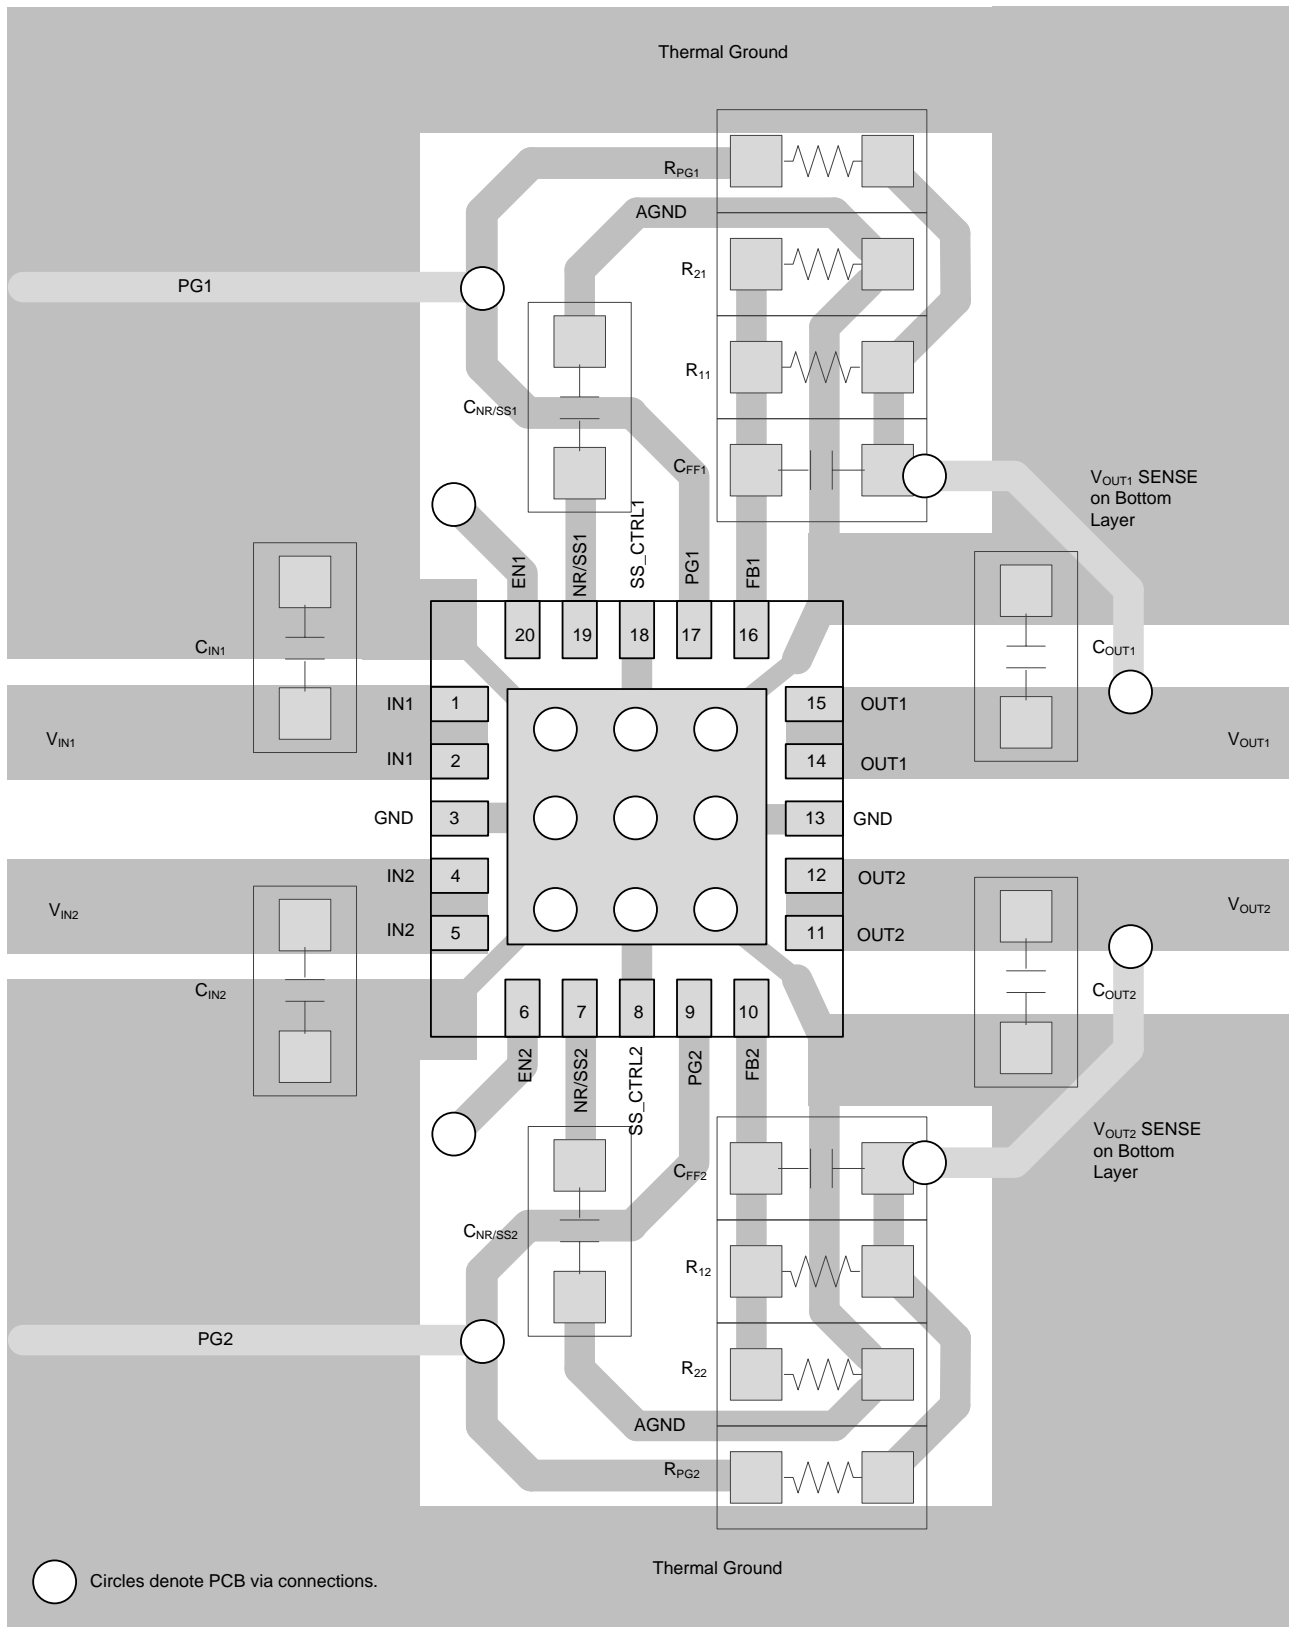 Thermal Ground
RPG1
AGND
R21
PG1
R11
CNR/SS1
CFF1
VOUT1 SENSE
on Bottom
Layer
EN1
NR/SS1
SS_CTRL1
PG1
FB1
20
19
18
17
16
CIN1
COUT1
IN1
1
15
OUT1
VIN1
VOUT1
IN1
2
14
OUT1
GND
3
13
GND
IN2
4
12
OUT2
VIN2
VOUT2
IN2
5
11
OUT2
CIN2
COUT2
6
7
8
9
10
EN2
NR/SS2
SS_CTRL2
PG2
FB2
VOUT2 SENSE
on Bottom
Layer
CFF2
CNR/SS2
R12
PG2
R22
AGND
RPG2
Thermal Ground
Circles denote PCB via connections.